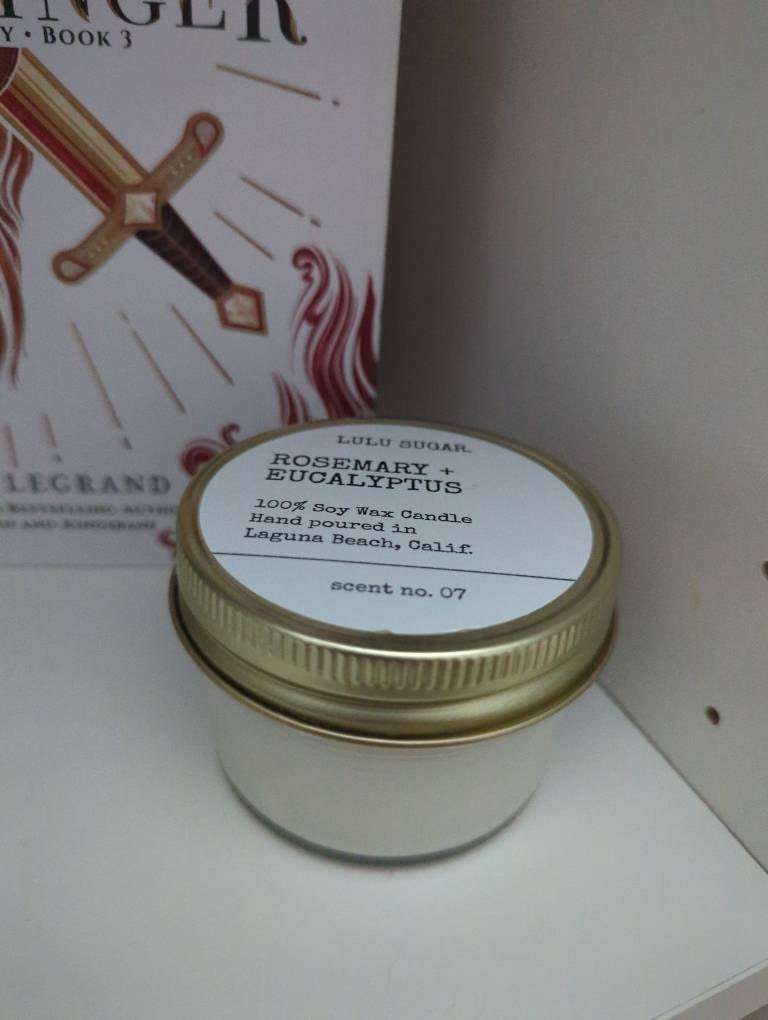 Y • BOOK 3
LEGRAND
LULU SUGAR.
ROSEMARY +
EUCALYPTUS
100% Soy Wax Candle
Hand poured in
Laguna Beach, Calif.
scent no. 07